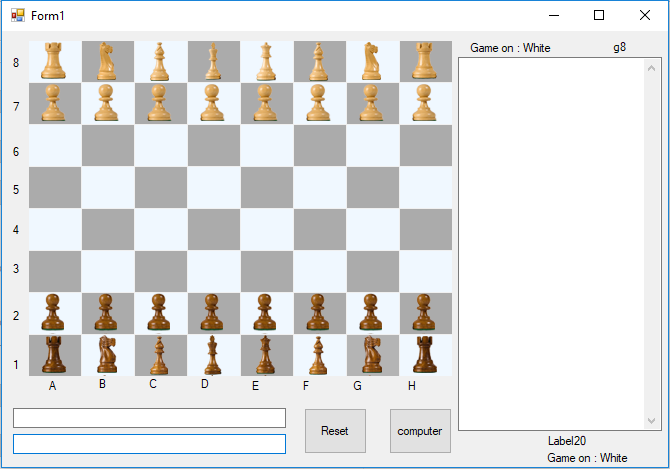 Form1
Game on : White
g8
8
7
6
5
4
3
2
1
A B C D E F G H
Reset
computer
Label20
Game on : White